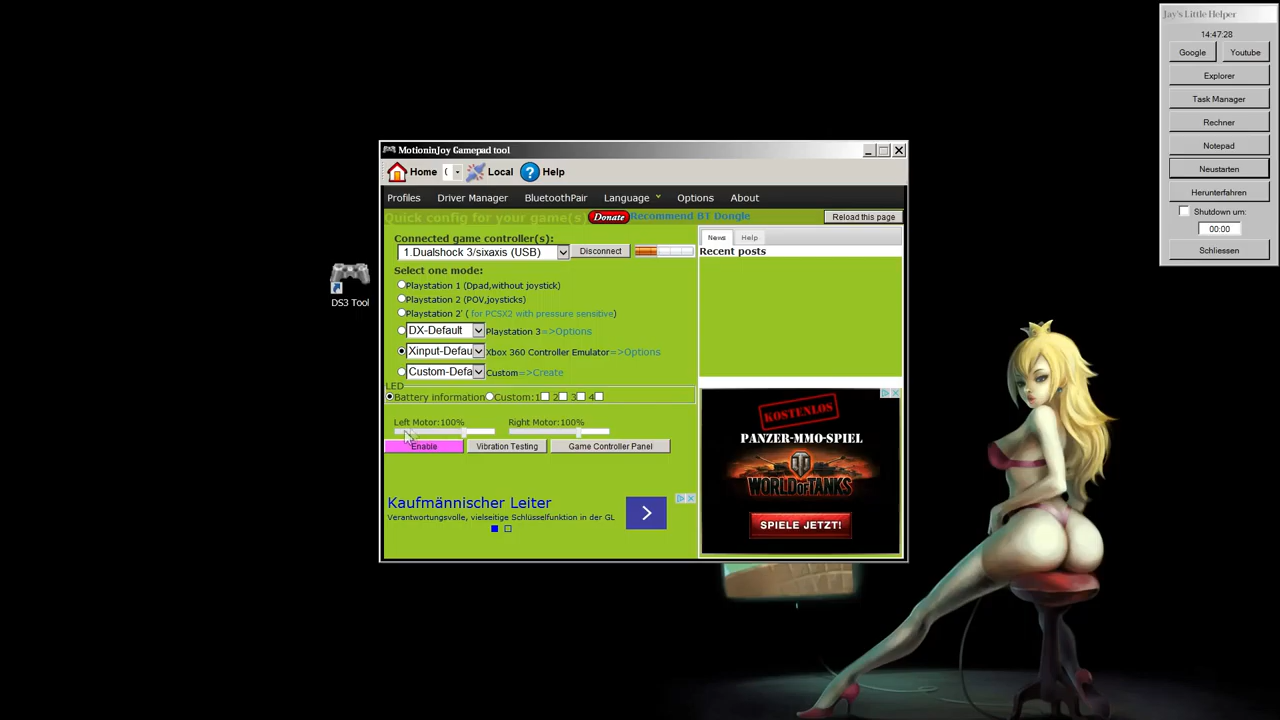 Jay's Little Helper
14:47:28
Google Youtube
Explorer
Task Manager
Rechner
Notepad
Neustarten
Herunterfahren
Shutdown um:
00:00
Schliessen
DS3 Tool
MotioninJoy Gamepad tool
Home Local Help
Profiles Driver Manager BluetoothPair Language Options About
Quick config for your game(s) Donate Recommend BT Dongle Reload this page
Connected game controller(s):
1.Dualshock 3/sixaxis (USB) Disconnect
Select one mode:
Playstation 1 (Dpad,without joystick)
Playstation 2 (POV,joysticks)
Playstation 2' ( for PCSX2 with pressure sensitive)
DX-Default Playstation 3=>Options
Xinput-Defau Xbox 360 Controller Emulator=>Options
Custom-Defa Custom=>Create
LED
Battery information Custom: 1 2 3 4
Left Motor:100% Right Motor:100%
Enable Vibration Testing Game Controller Panel
Kaufmännischer Leiter
Verantwortungsvolle, vielseitige Schlüsselfunktion in der GL
News Help
Recent posts
KOSTENLOS
PANZER-MMO-SPIEL
WORLD OF TANKS
SPIELE JETZT!